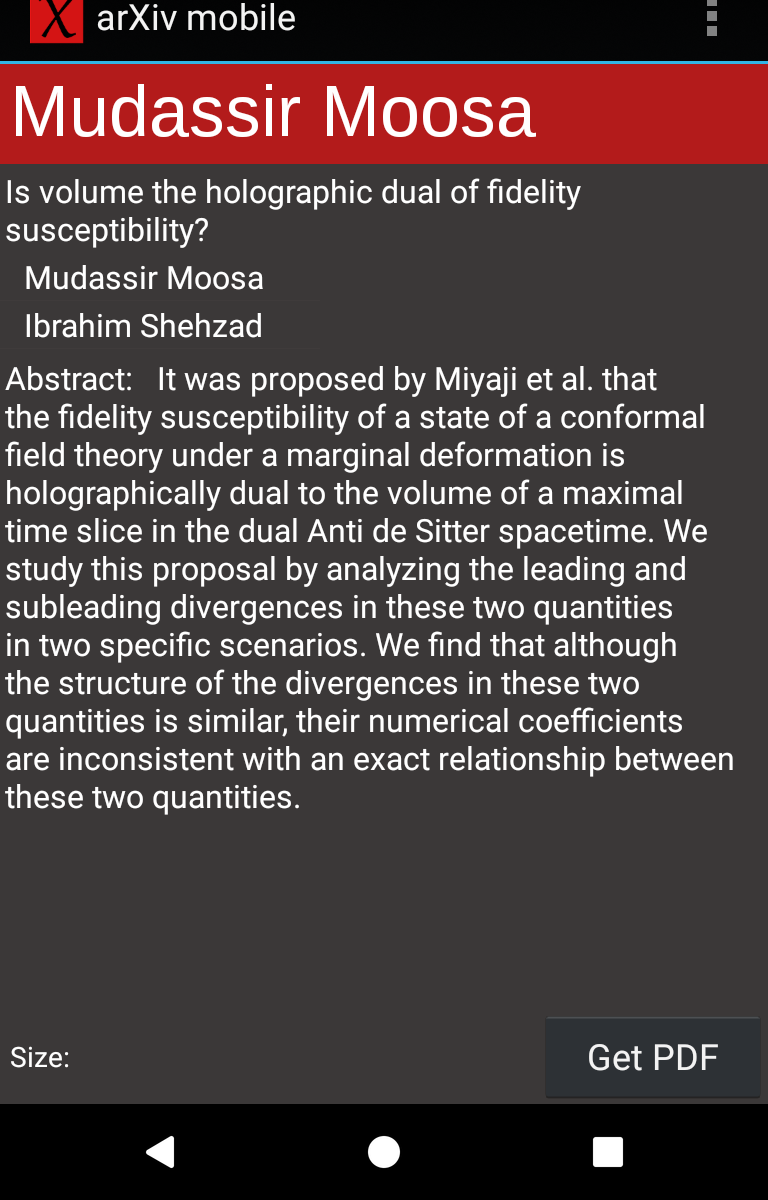 X arXiv mobile
Mudassir Moosa
Is volume the holographic dual of fidelity
susceptibility?
Mudassir Moosa
Ibrahim Shehzad
Abstract: It was proposed by Miyaji et al. that
the fidelity susceptibility of a state of a conformal
field theory under a marginal deformation is
holographically dual to the volume of a maximal
time slice in the dual Anti de Sitter spacetime. We
study this proposal by analyzing the leading and
subleading divergences in these two quantities
in two specific scenarios. We find that although
the structure of the divergences in these two
quantities is similar, their numerical coefficients
are inconsistent with an exact relationship between
these two quantities.
Size:
Get PDF